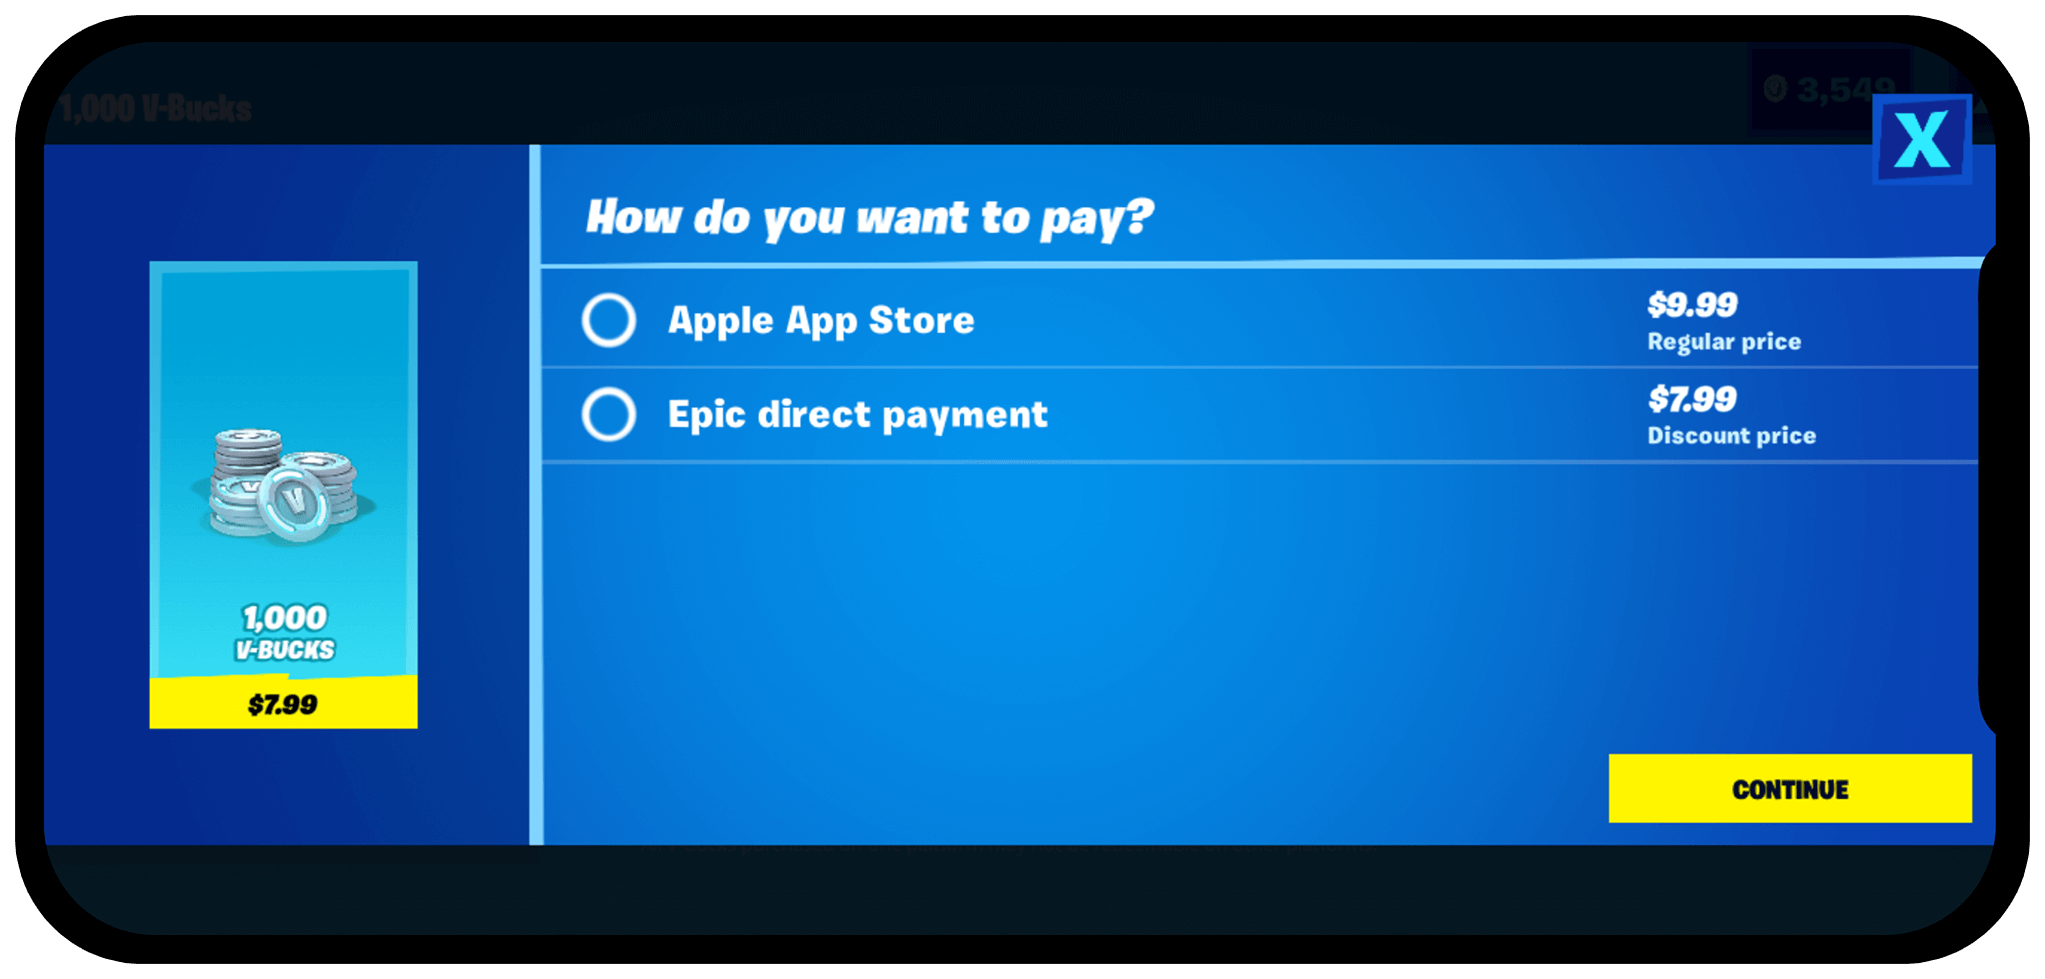 1,000 V-Bucks
3,549
X
How do you want to pay?
Apple App Store
$9.99
Regular price
Epic direct payment
$7.99
Discount price
1,000
V-BUCKS
$7.99
CONTINUE